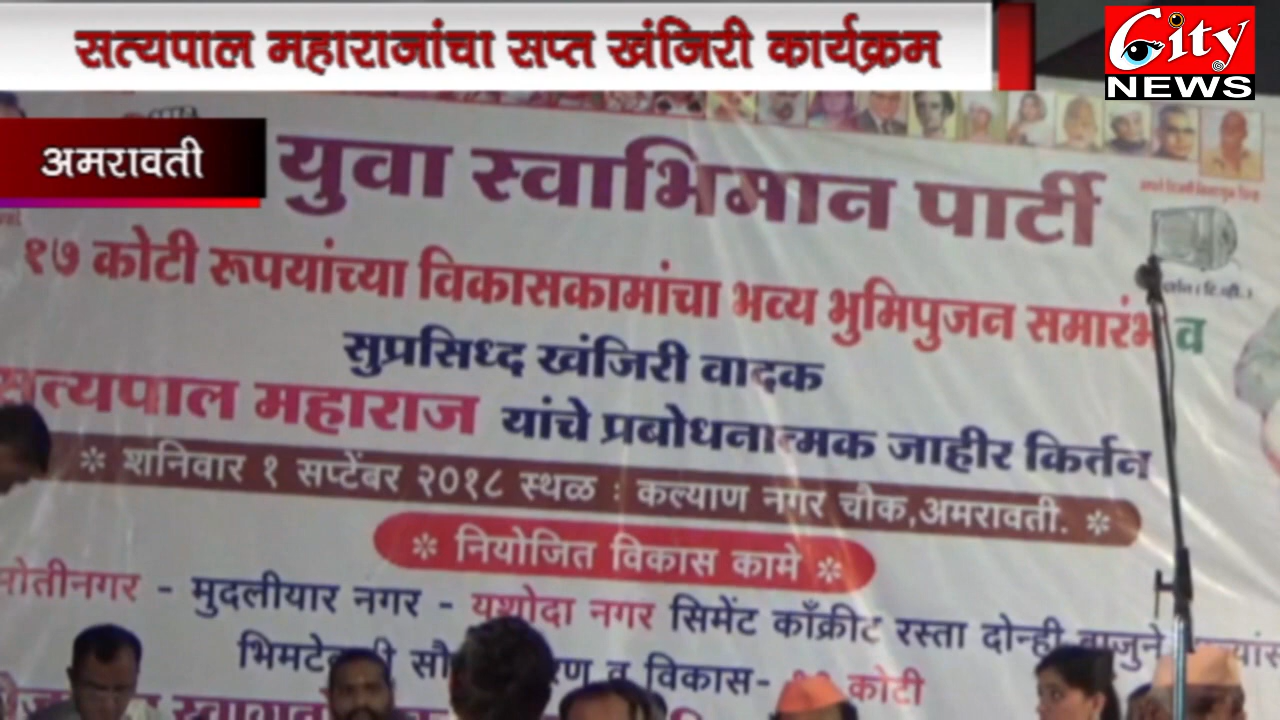 सत्यपाल महाराजांचा सप्त खंजिरी कार्यक्रम
City
NEWS
अमरावती
युवा स्वाभिमान पार्टी
१७ कोटी रूपयांच्या विकासकामांचा भव्य भुमिपुजन समारंभ व
सुप्रसिध्द खंजिरी वादक
सत्यपाल महाराज यांचे प्रबोधनात्मक जाहीर किर्तन
* शनिवार १ सप्टेंबर २०१८ स्थळ : कल्याण नगर चौक,अमरावती. *
* नियोजित विकास कामे *
मोतीनगर - मुदलीयार नगर - यशोदा नगर सिमेंट काँक्रीट रस्ता दोन्ही बाजुने
व विकास- कोटी